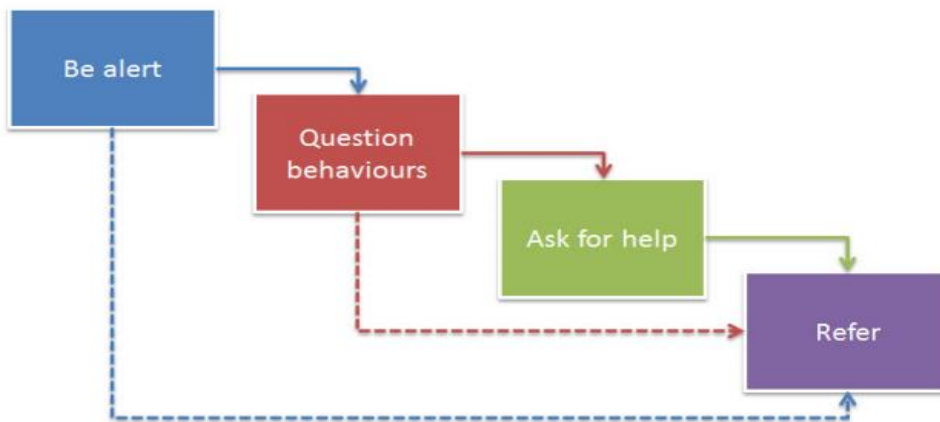 Be alert
Question
behaviours
Ask for help
Refer